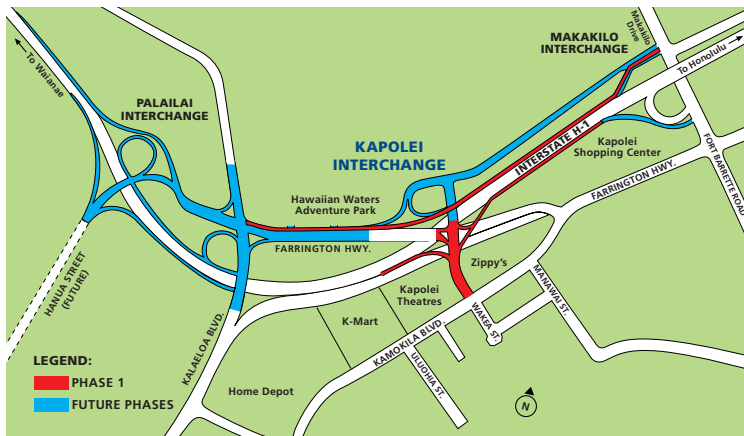 MAKAKILO
INTERCHANGE
Makakilo
Drive
To Waianae
To Honolulu
PALAILAI
INTERCHANGE
KAPOLEI
INTERCHANGE
INTERSTATE H-1
Kapolei
Shopping Center
FORT BARRETTE ROAD
FARRINGTON HWY.
Hawaiian Waters
Adventure Park
FARRINGTON HWY.
HANUA STREET
(FUTURE)
Zippy's
Kapolei
Theatres
MANAWAI ST.
WAKEA ST.
K-Mart
KAMOKILA BLVD.
KALAELOA BLVD.
ULUOHIA ST.
Home Depot
LEGEND:
PHASE 1
FUTURE PHASES
N